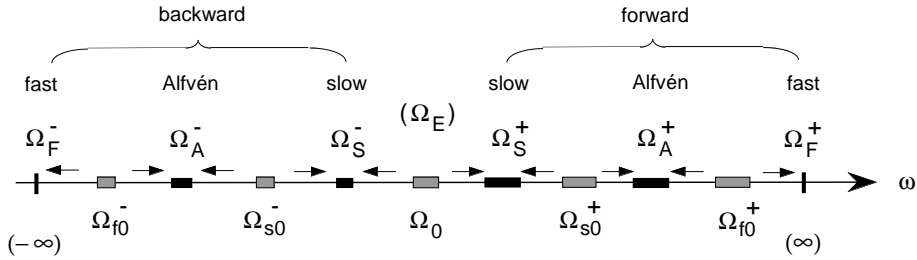 backward forward
fast Alfvén slow slow Alfvén fast
(Ω_E)
Ω_F^- Ω_A^- Ω_S^- Ω_S^+ Ω_A^+ Ω_F^+
ω
Ω_f0^- Ω_s0^- Ω_0 Ω_s0^+ Ω_f0^+
(-∞) (∞)